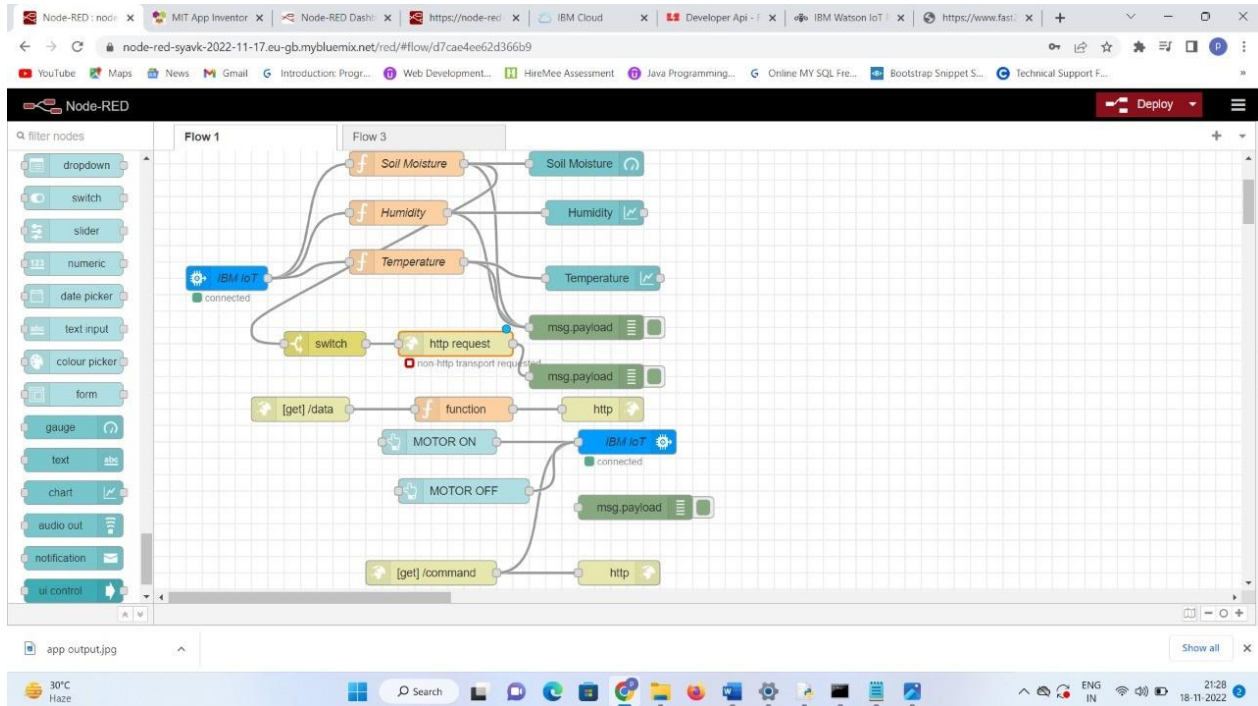 Node-RED : node
MIT App Inventor
Node-RED Dash
https://node-red
IBM Cloud
Developer Api - F
IBM Watson IoT
https://www.fast
node-red-syavk-2022-11-17.eu-gb.mybluemix.net/red/#flow/d7cae4ee62d366b9
P
YouTube
Maps
News
Gmail
Introduction: Progr...
Web Development...
HireMee Assessment
Java Programming...
Online MY SQL Fre...
Bootstrap Snippet S...
Technical Support F...
»
Node-RED
Deploy
filter nodes
Flow 1
Flow 3
dropdown
switch
slider
numeric
date picker
text input
colour picker
form
gauge
text
chart
audio out
notification
ui control
Soil Moisture
Soil Moisture
Humidity
Humidity
Temperature
IBM IoT
Temperature
connected
msg.payload
switch
http request
non-http transport requested
msg.payload
[get] /data
function
http
MOTOR ON
IBM IoT
connected
MOTOR OFF
msg.payload
[get] /command
http
app output.jpg
Show all
30°C
Haze
Search
ENG
IN
21:28
18-11-2022
2